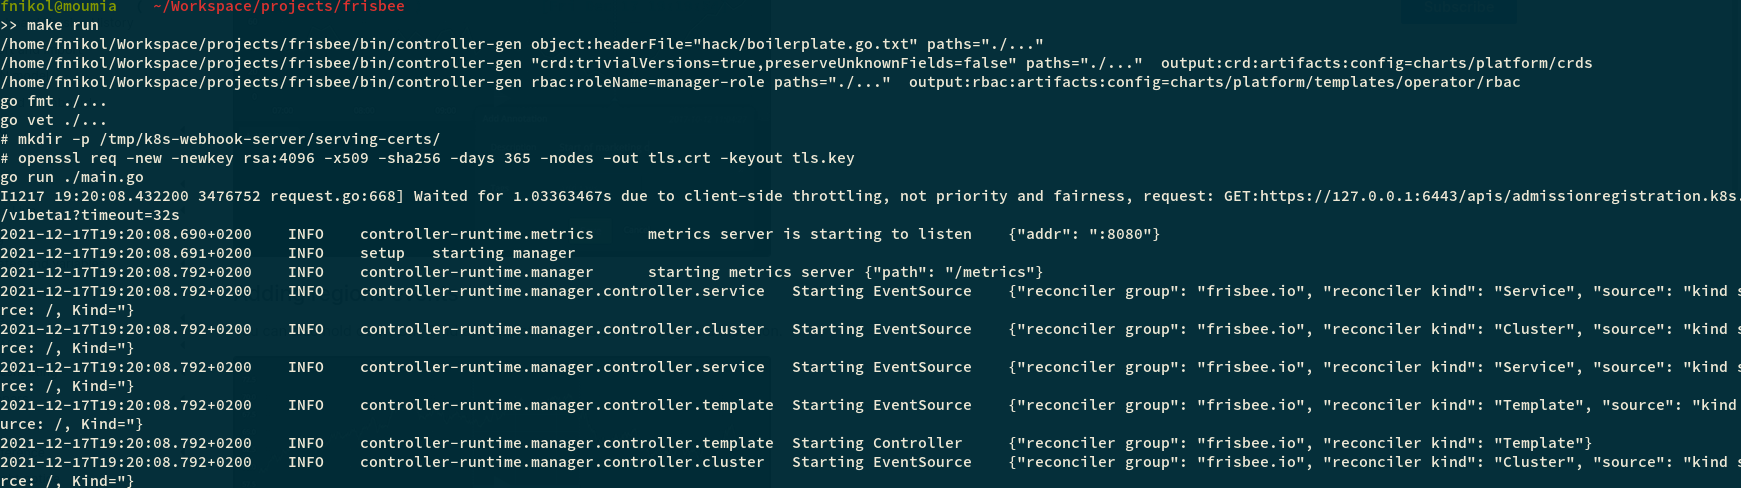 fnikol@moumia ~/Workspace/projects/frisbee
>> make run
/home/fnikol/Workspace/projects/frisbee/bin/controller-gen object:headerFile="hack/boilerplate.go.txt" paths="./..."
/home/fnikol/Workspace/projects/frisbee/bin/controller-gen "crd:trivialVersions=true,preserveUnknownFields=false" paths="./..." output:crd:artifacts:config=charts/platform/crds
/home/fnikol/Workspace/projects/frisbee/bin/controller-gen rbac:roleName=manager-role paths="./..." output:rbac:artifacts:config=charts/platform/templates/operator/rbac
go fmt ./...
go vet ./...
# mkdir -p /tmp/k8s-webhook-server/serving-certs/
# openssl req -new -newkey rsa:4096 -x509 -sha256 -days 365 -nodes -out tls.crt -keyout tls.key
go run ./main.go
I1217 19:20:08.432200 3476752 request.go:668] Waited for 1.03363467s due to client-side throttling, not priority and fairness, request: GET:https://127.0.0.1:6443/apis/admissionregistration.k8s.
/v1beta1?timeout=32s
2021-12-17T19:20:08.690+0200 INFO controller-runtime.metrics metrics server is starting to listen {"addr": ":8080"}
2021-12-17T19:20:08.691+0200 INFO setup starting manager
2021-12-17T19:20:08.792+0200 INFO controller-runtime.manager starting metrics server {"path": "/metrics"}
2021-12-17T19:20:08.792+0200 INFO controller-runtime.manager.controller.service Starting EventSource {"reconciler group": "frisbee.io", "reconciler kind": "Service", "source": "kind s
rce: /, Kind="}
2021-12-17T19:20:08.792+0200 INFO controller-runtime.manager.controller.cluster Starting EventSource {"reconciler group": "frisbee.io", "reconciler kind": "Cluster", "source": "kind s
rce: /, Kind="}
2021-12-17T19:20:08.792+0200 INFO controller-runtime.manager.controller.service Starting EventSource {"reconciler group": "frisbee.io", "reconciler kind": "Service", "source": "kind s
rce: /, Kind="}
2021-12-17T19:20:08.792+0200 INFO controller-runtime.manager.controller.template Starting EventSource {"reconciler group": "frisbee.io", "reconciler kind": "Template", "source": "kind
urce: /, Kind="}
2021-12-17T19:20:08.792+0200 INFO controller-runtime.manager.controller.template Starting Controller {"reconciler group": "frisbee.io", "reconciler kind": "Template"}
2021-12-17T19:20:08.792+0200 INFO controller-runtime.manager.controller.cluster Starting EventSource {"reconciler group": "frisbee.io", "reconciler kind": "Cluster", "source": "kind s
rce: /, Kind="}